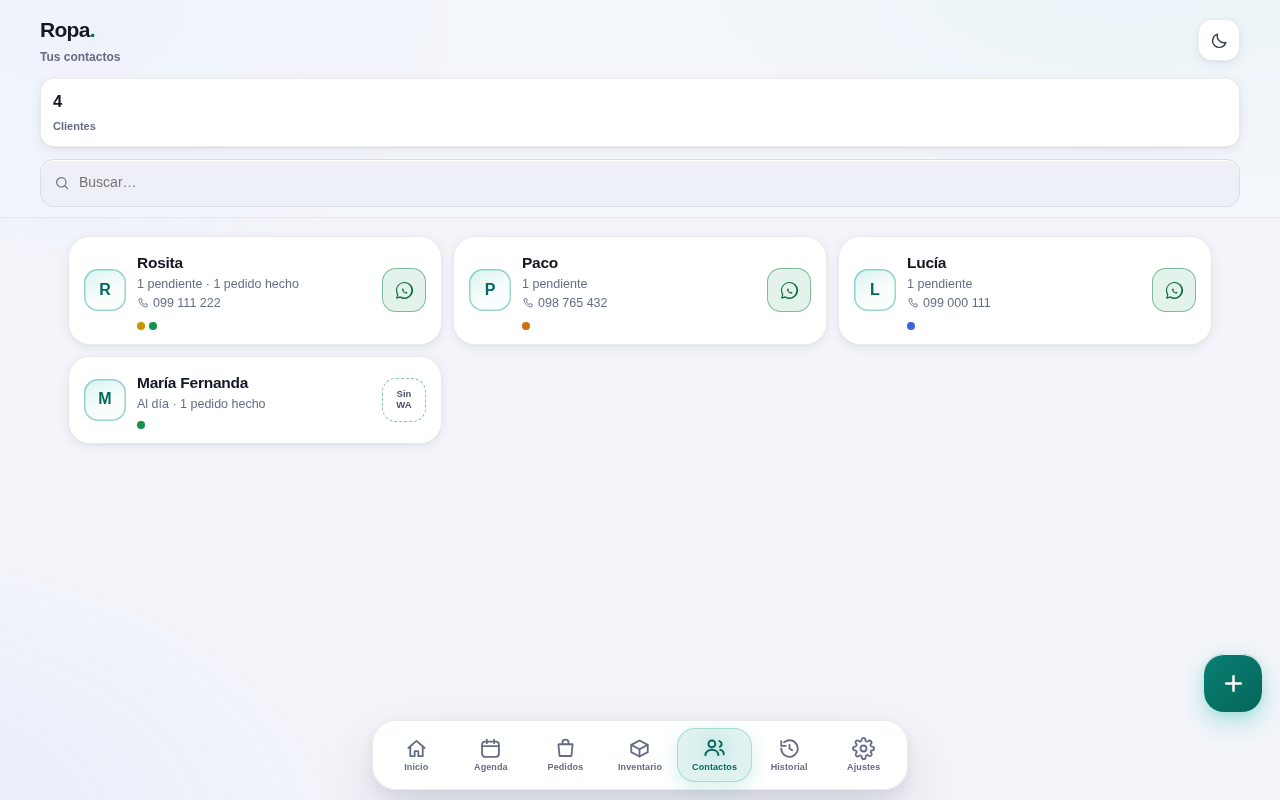 Ropa.
Tus contactos
4
Clientes
Buscar…
R
Rosita
1 pendiente · 1 pedido hecho
099 111 222
P
Paco
1 pendiente
098 765 432
L
Lucía
1 pendiente
099 000 111
M
María Fernanda
Al día · 1 pedido hecho
Sin
WA
Inicio
Agenda
Pedidos
Inventario
Contactos
Historial
Ajustes